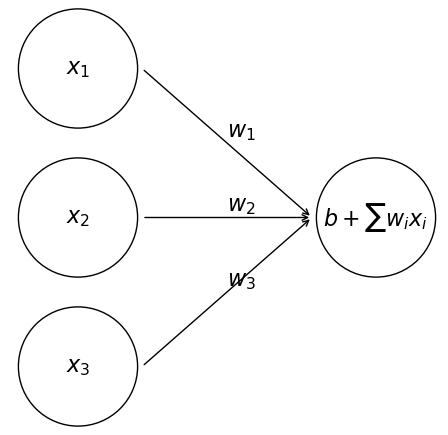 x₁
w₁
x₂
w₂
b + ∑wᵢxᵢ
w₃
x₃